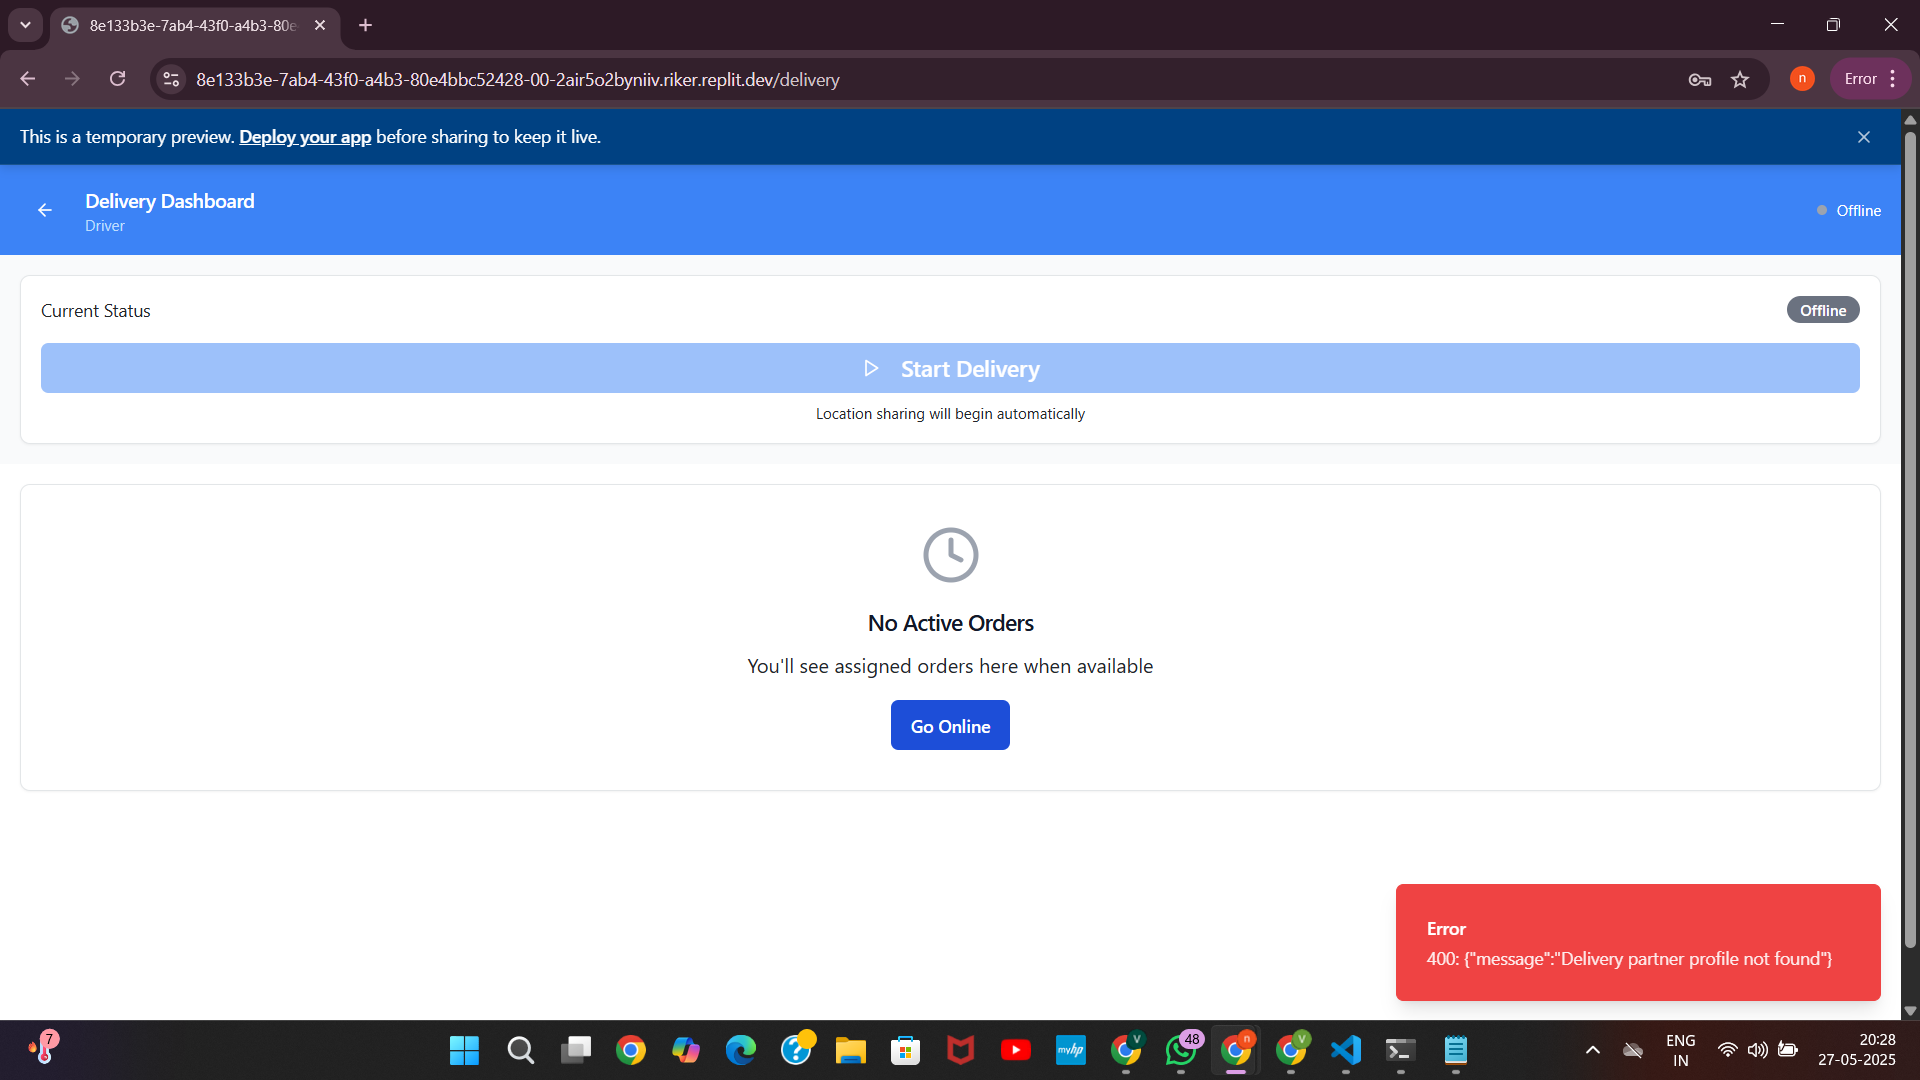 8e133b3e-7ab4-43f0-a4b3-80e
8e133b3e-7ab4-43f0-a4b3-80e4bbc52428-00-2air5o2byniiv.riker.replit.dev/delivery
n
Error
This is a temporary preview. Deploy your app before sharing to keep it live.
Delivery Dashboard
Driver
Offline
Current Status
Offline
Start Delivery
Location sharing will begin automatically
No Active Orders
You'll see assigned orders here when available
Go Online
Error
400: {"message":"Delivery partner profile not found"}
7
myhp
V
48
n
V
ENG
IN
20:28
27-05-2025